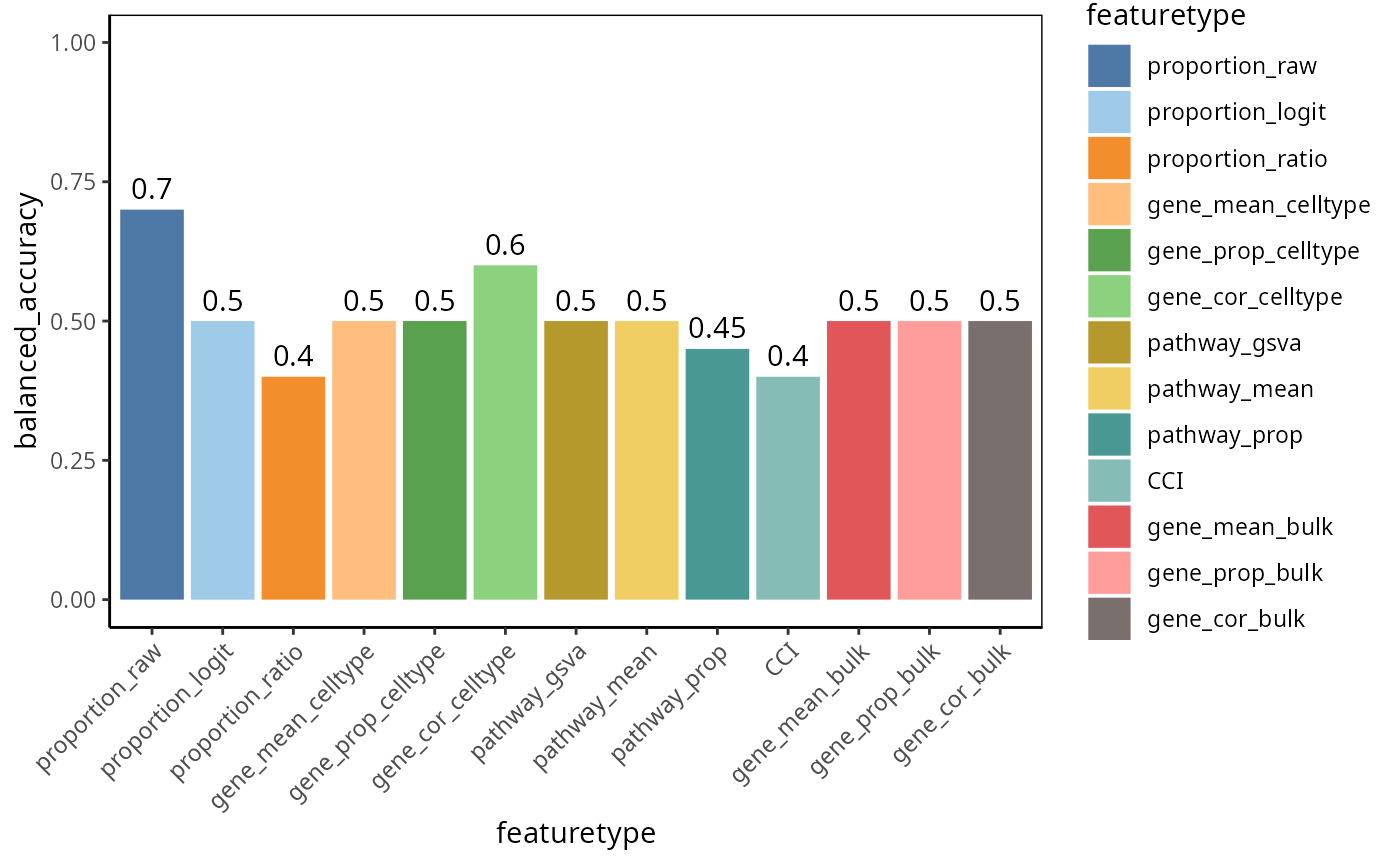 balanced_accuracy
1.00
0.75
0.50
0.25
0.00
0.7
0.5
0.4
0.5
0.5
0.6
0.5
0.5
0.45
0.4
0.5
0.5
0.5
proportion_raw
proportion_logit
proportion_ratio
gene_mean_celltype
gene_prop_celltype
gene_cor_celltype
pathway_gsva
pathway_mean
pathway_prop
CCI
gene_mean_bulk
gene_prop_bulk
gene_cor_bulk
featuretype
featuretype
proportion_raw
proportion_logit
proportion_ratio
gene_mean_celltype
gene_prop_celltype
gene_cor_celltype
pathway_gsva
pathway_mean
pathway_prop
CCI
gene_mean_bulk
gene_prop_bulk
gene_cor_bulk